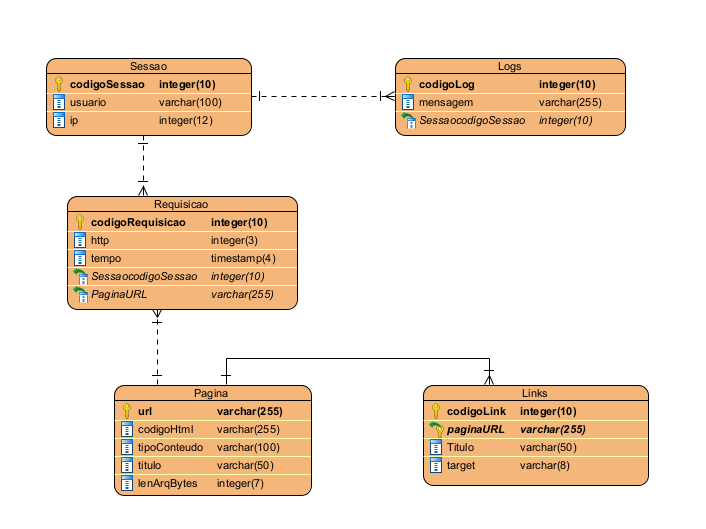 Sessao
codigoSessao integer(10)
usuario varchar(100)
ip integer(12)
Logs
codigoLog integer(10)
mensagem varchar(255)
SessaocodigoSessao integer(10)
Requisicao
codigoRequisicao integer(10)
http integer(3)
tempo timestamp(4)
SessaocodigoSessao integer(10)
PaginaURL varchar(255)
Pagina
url varchar(255)
codigoHtml varchar(255)
tipoConteudo varchar(100)
titulo varchar(50)
lenArqBytes integer(7)
Links
codigoLink integer(10)
paginaURL varchar(255)
Titulo varchar(50)
target varchar(8)